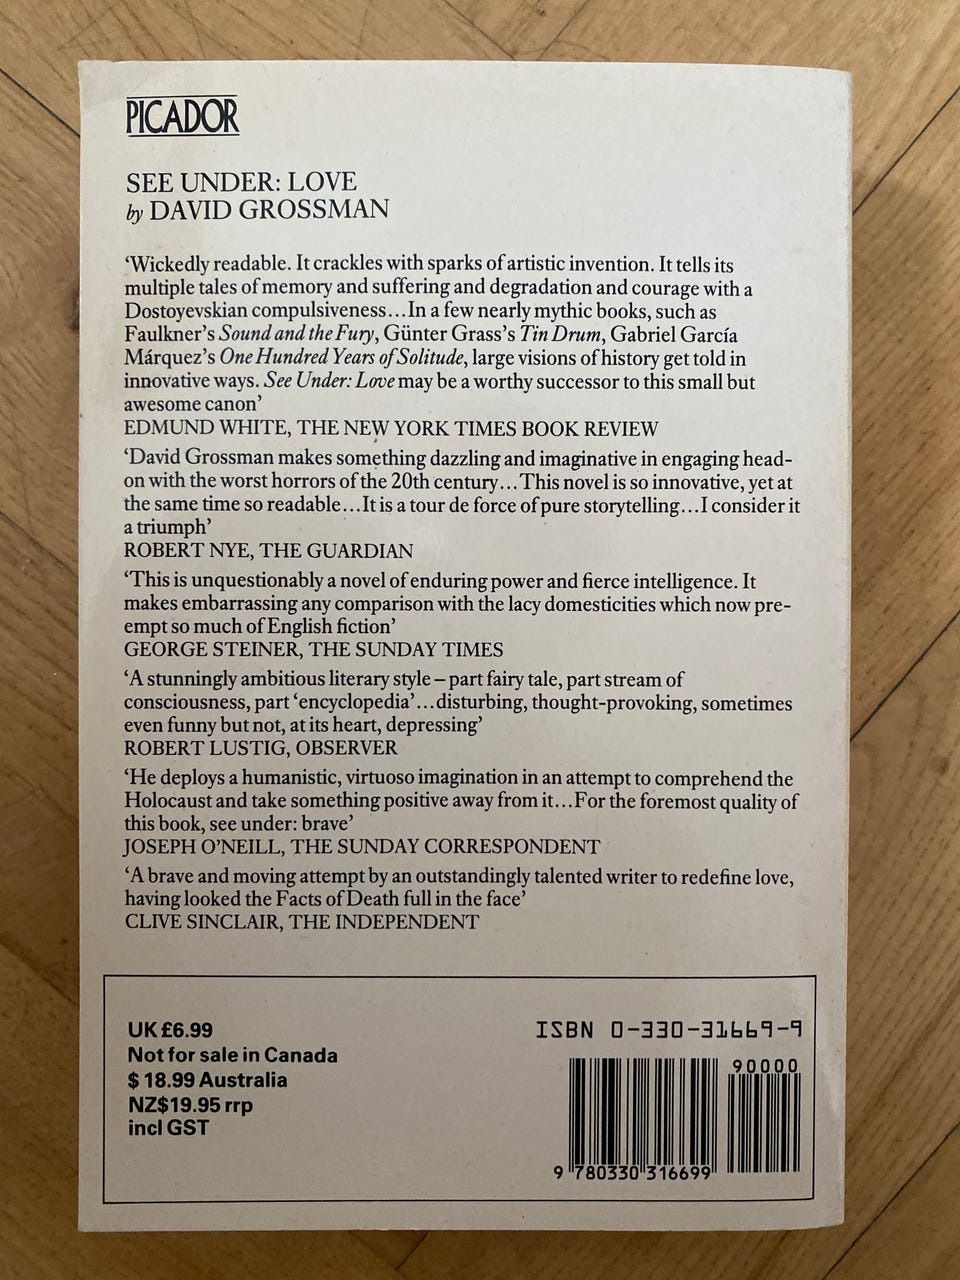 PICADOR
SEE UNDER: LOVE
by DAVID GROSSMAN
‘Wickedly readable. It crackles with sparks of artistic invention. It tells its
multiple tales of memory and suffering and degradation and courage with a
Dostoyevskian compulsiveness...In a few nearly mythic books, such as
Faulkner’s Sound and the Fury, Günter Grass’s Tin Drum, Gabriel García
Márquez’s One Hundred Years of Solitude, large visions of history get told in
innovative ways. See Under: Love may be a worthy successor to this small but
awesome canon’
EDMUND WHITE, THE NEW YORK TIMES BOOK REVIEW
‘David Grossman makes something dazzling and imaginative in engaging head-
on with the worst horrors of the 20th century...This novel is so innovative, yet at
the same time so readable...It is a tour de force of pure storytelling...I consider it
a triumph’
ROBERT NYE, THE GUARDIAN
‘This is unquestionably a novel of enduring power and fierce intelligence. It
makes embarrassing any comparison with the lacy domesticities which now pre-
empt so much of English fiction’
GEORGE STEINER, THE SUNDAY TIMES
‘A stunningly ambitious literary style – part fairy tale, part stream of
consciousness, part ‘encyclopedia’...disturbing, thought-provoking, sometimes
even funny but not, at its heart, depressing’
ROBERT LUSTIG, OBSERVER
‘He deploys a humanistic, virtuoso imagination in an attempt to comprehend the
Holocaust and take something positive away from it...For the foremost quality of
this book, see under: brave’
JOSEPH O’NEILL, THE SUNDAY CORRESPONDENT
‘A brave and moving attempt by an outstandingly talented writer to redefine love,
having looked the Facts of Death full in the face’
CLIVE SINCLAIR, THE INDEPENDENT
UK £6.99
Not for sale in Canada
$ 18.99 Australia
NZ$19.95 rrp
incl GST
ISBN 0-330-31669-9
90000
9 780330 316699